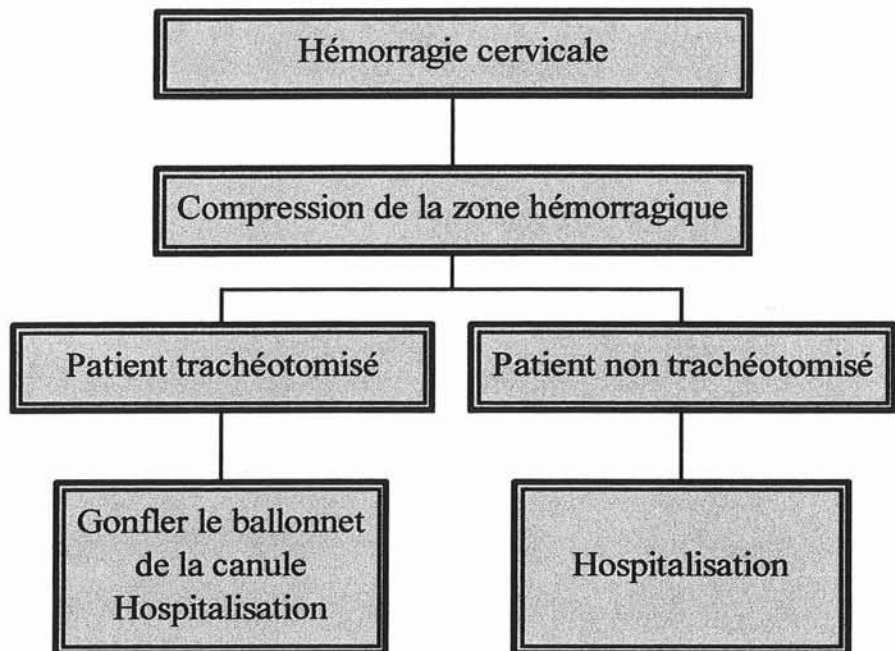 Hémorragie cervicale
Compression de la zone hémorragique
Patient trachéotomisé
Patient non trachéotomisé
Gonfler le ballonnet
de la canule
Hospitalisation
Hospitalisation